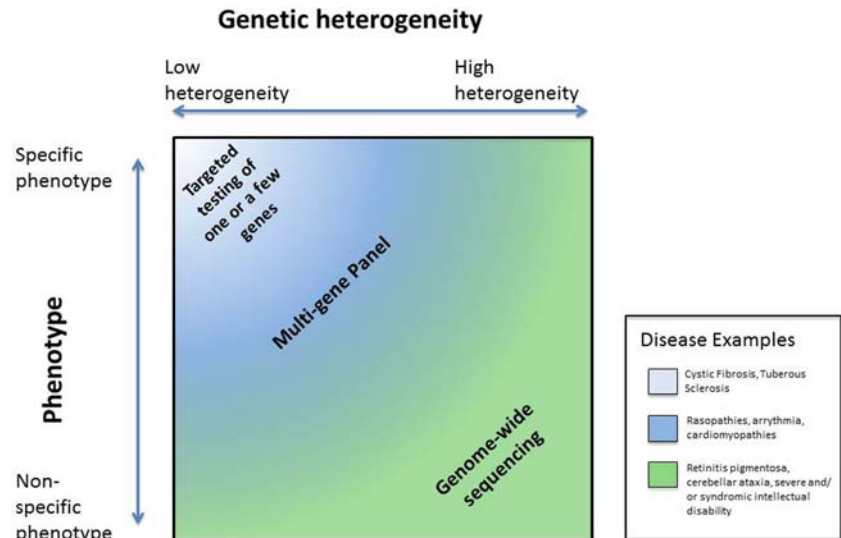 Genetic heterogeneity
Low
heterogeneity
High
heterogeneity
Specific
phenotype
Phenotype
Non-
specific
phenotype
Targeted
testing of
one or a few
genes
Multi-gene Panel
Genome-wide
sequencing
Disease Examples
Cystic Fibrosis, Tuberous
Sclerosis
Rasopathies, arrythmia,
cardiomyopathies
Retinitis pigmentosa,
cerebellar ataxia, severe and/
or syndromic intellectual
disability